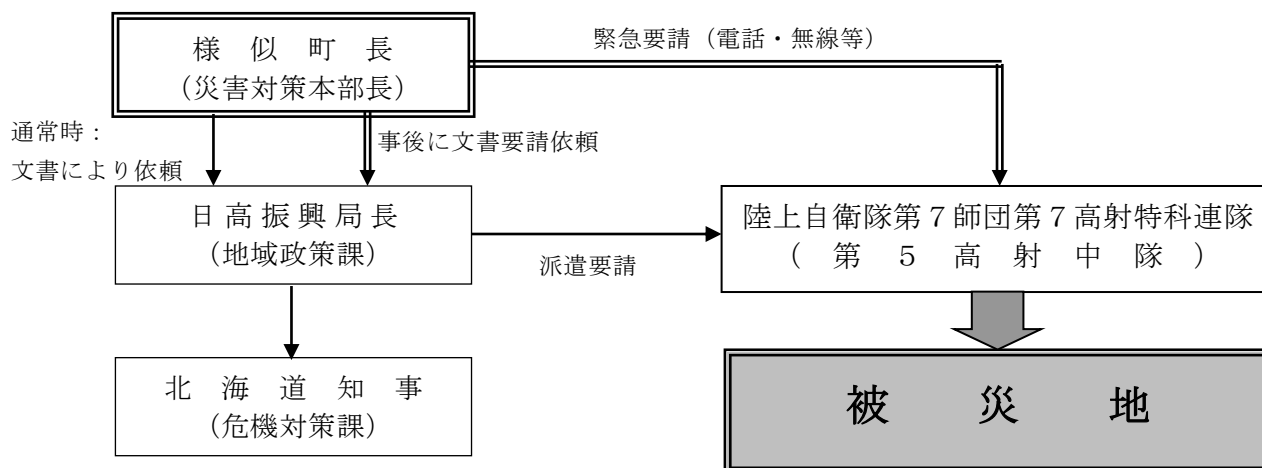 様似町長
(災害対策本部長)
緊急要請（電話・無線等）
通常時：
文書により依頼
事後に文書要請依頼
日高振興局長
(地域政策課)
派遣要請
陸上自衛隊第７師団第７高射特科連隊
（第５高射中隊）
北海道知事
(危機対策課)
被災地